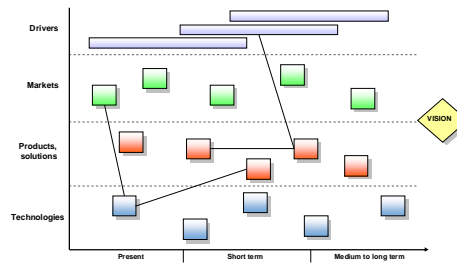 Drivers
Markets
VISION
Products,
solutions
Technologies
Present
Short term
Medium to long term